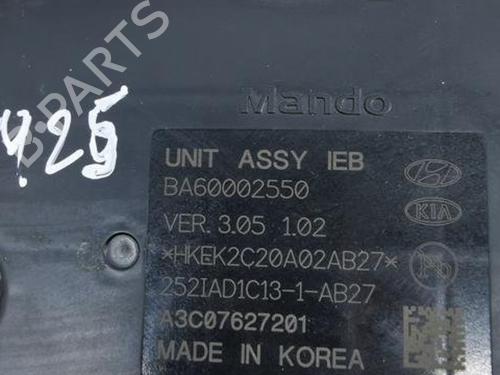 Mando
425
B-PARTS
UNIT ASSY IEB
BA60002550
VER. 3.05 1.02
*HKEK2C20A02AB27*
KIA
252IAD1C13-1-AB27
A3C07627201
MADE IN KOREA